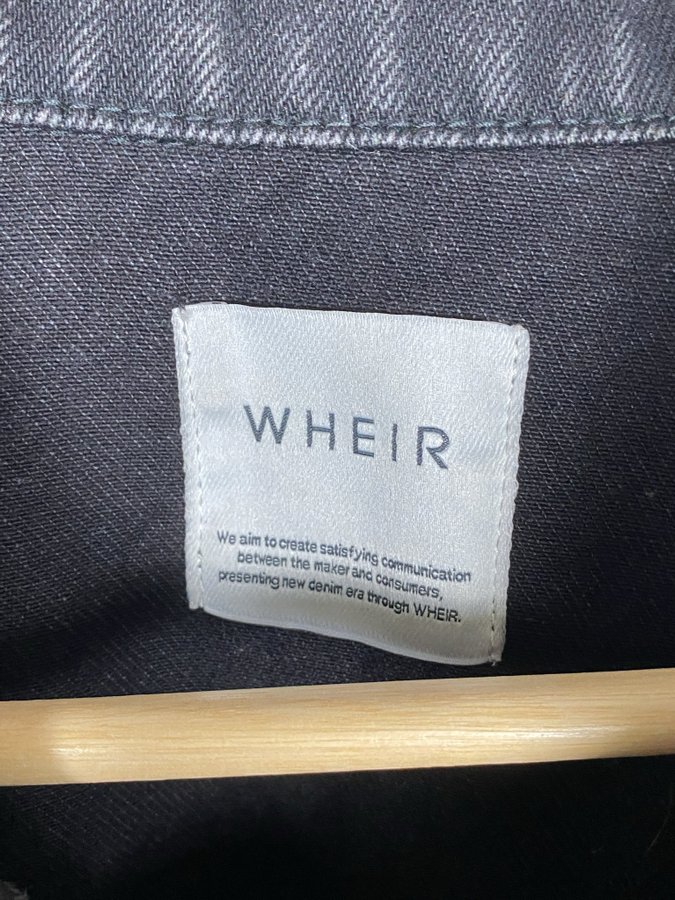 WHEIR
We aim to create satisfying communication
between the maker and consumers,
presenting new denim era through WHEIR.